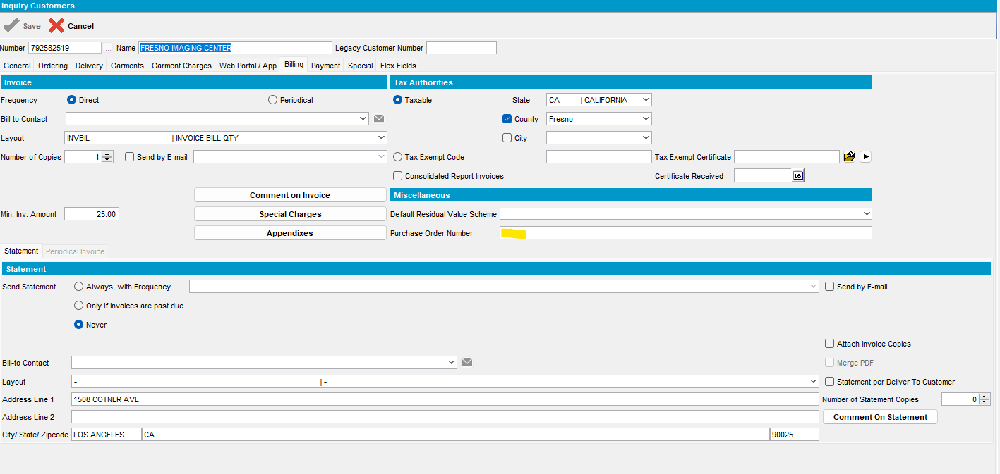 Inquiry Customers
Save Cancel
Number 792582519 ... Name FRESNO IMAGING CENTER Legacy Customer Number
General Ordering Delivery Garments Garment Charges Web Portal / App Billing Payment Special Flex Fields
Invoice Tax Authorities
Frequency Direct Periodical Taxable State CA | CALIFORNIA
Bill-to Contact County Fresno
Layout INVBIL | INVOICE BILL QTY City
Number of Copies 1 Send by E-mail Tax Exempt Code Tax Exempt Certificate
Consolidated Report Invoices Certificate Received 16
Comment on Invoice Miscellaneous
Min. Inv. Amount 25.00 Special Charges Default Residual Value Scheme
Appendixes Purchase Order Number
Statement Periodical Invoice
Statement
Send Statement Always, with Frequency Send by E-mail
Only if Invoices are past due
Never
Attach Invoice Copies
Bill-to Contact Merge PDF
Layout - | - Statement per Deliver To Customer
Address Line 1 1508 COTNER AVE Number of Statement Copies 0
Address Line 2 Comment On Statement
City/ State/ Zipcode LOS ANGELES CA 90025